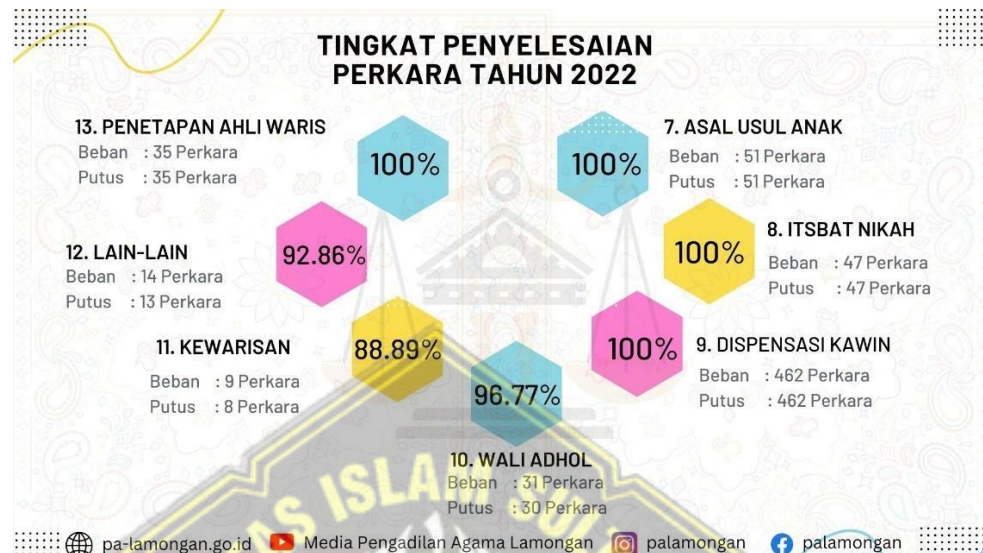 TINGKAT PENYELESAIAN
PERKARA TAHUN 2022
13. PENETAPAN AHLI WARIS
Beban : 35 Perkara
Putus : 35 Perkara
100%
100%
7. ASAL USUL ANAK
Beban : 51 Perkara
Putus : 51 Perkara
12. LAIN-LAIN
Beban : 14 Perkara
Putus : 13 Perkara
92.86%
100%
8. ITSBAT NIKAH
Beban : 47 Perkara
Putus : 47 Perkara
11. KEWARISAN
Beban : 9 Perkara
Putus : 8 Perkara
88.89%
100%
9. DISPENSASI KAWIN
Beban : 462 Perkara
Putus : 462 Perkara
96.77%
10. WALI ADHOL
Beban : 31 Perkara
Putus : 30 Perkara
AS ISLAM SUL
pa-lamongan.go.id Media Pengadilan Agama Lamongan palamongan palamongan